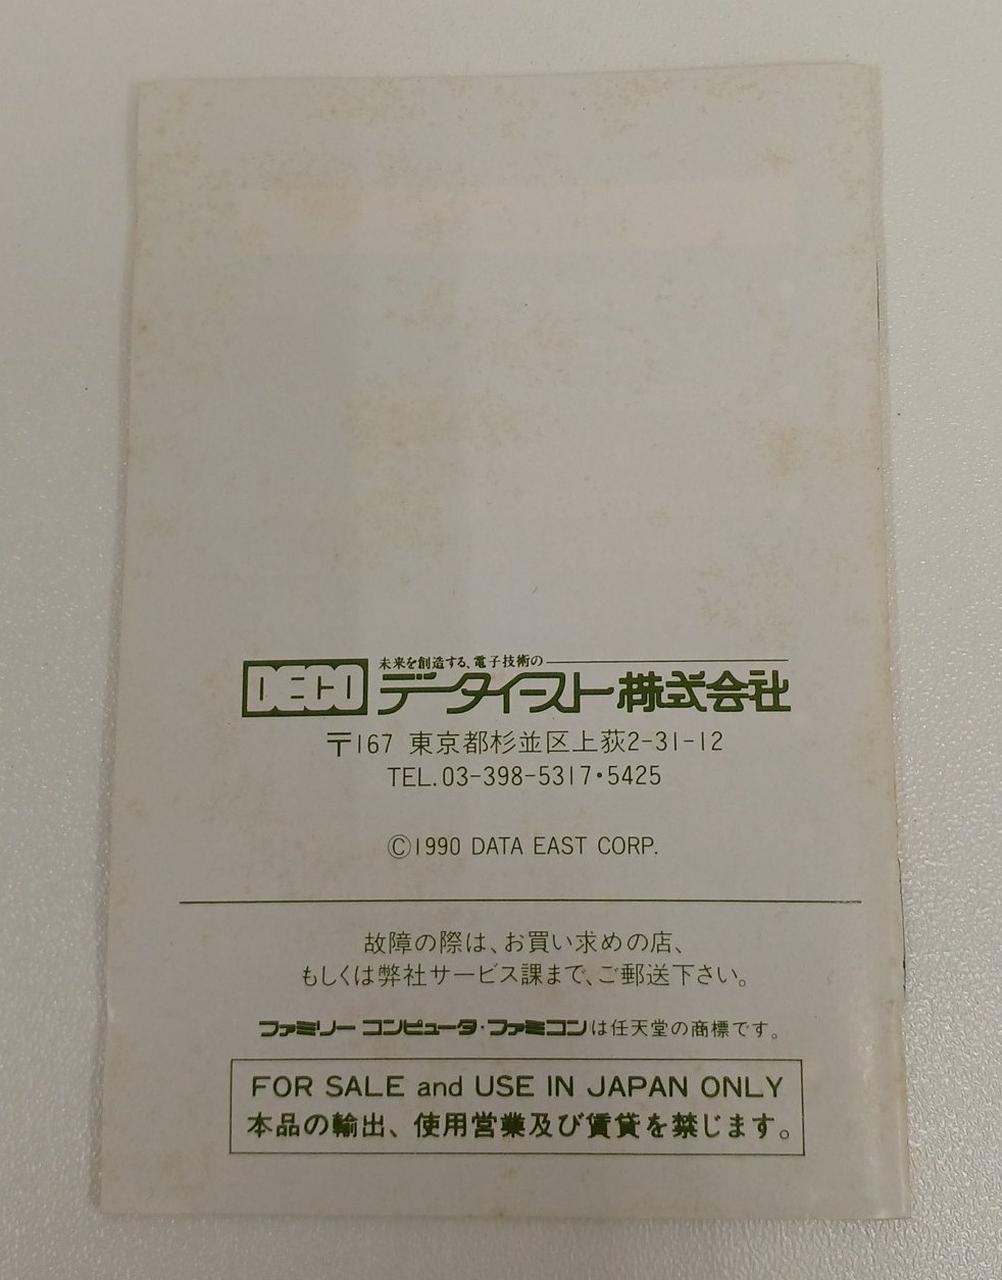 DECO 未来を創造する、電子技術の
データイースト株式会社
〒167 東京都杉並区上荻2-31-12
TEL.03-398-5317・5425
©1990 DATA EAST CORP.
故障の際は、お買い求めの店、
もしくは弊社サービス課まで、ご郵送下さい。
ファミリーコンピュータ・ファミコンは任天堂の商標です。
FOR SALE and USE IN JAPAN ONLY
本品の輸出、使用営業及び賃貸を禁じます。